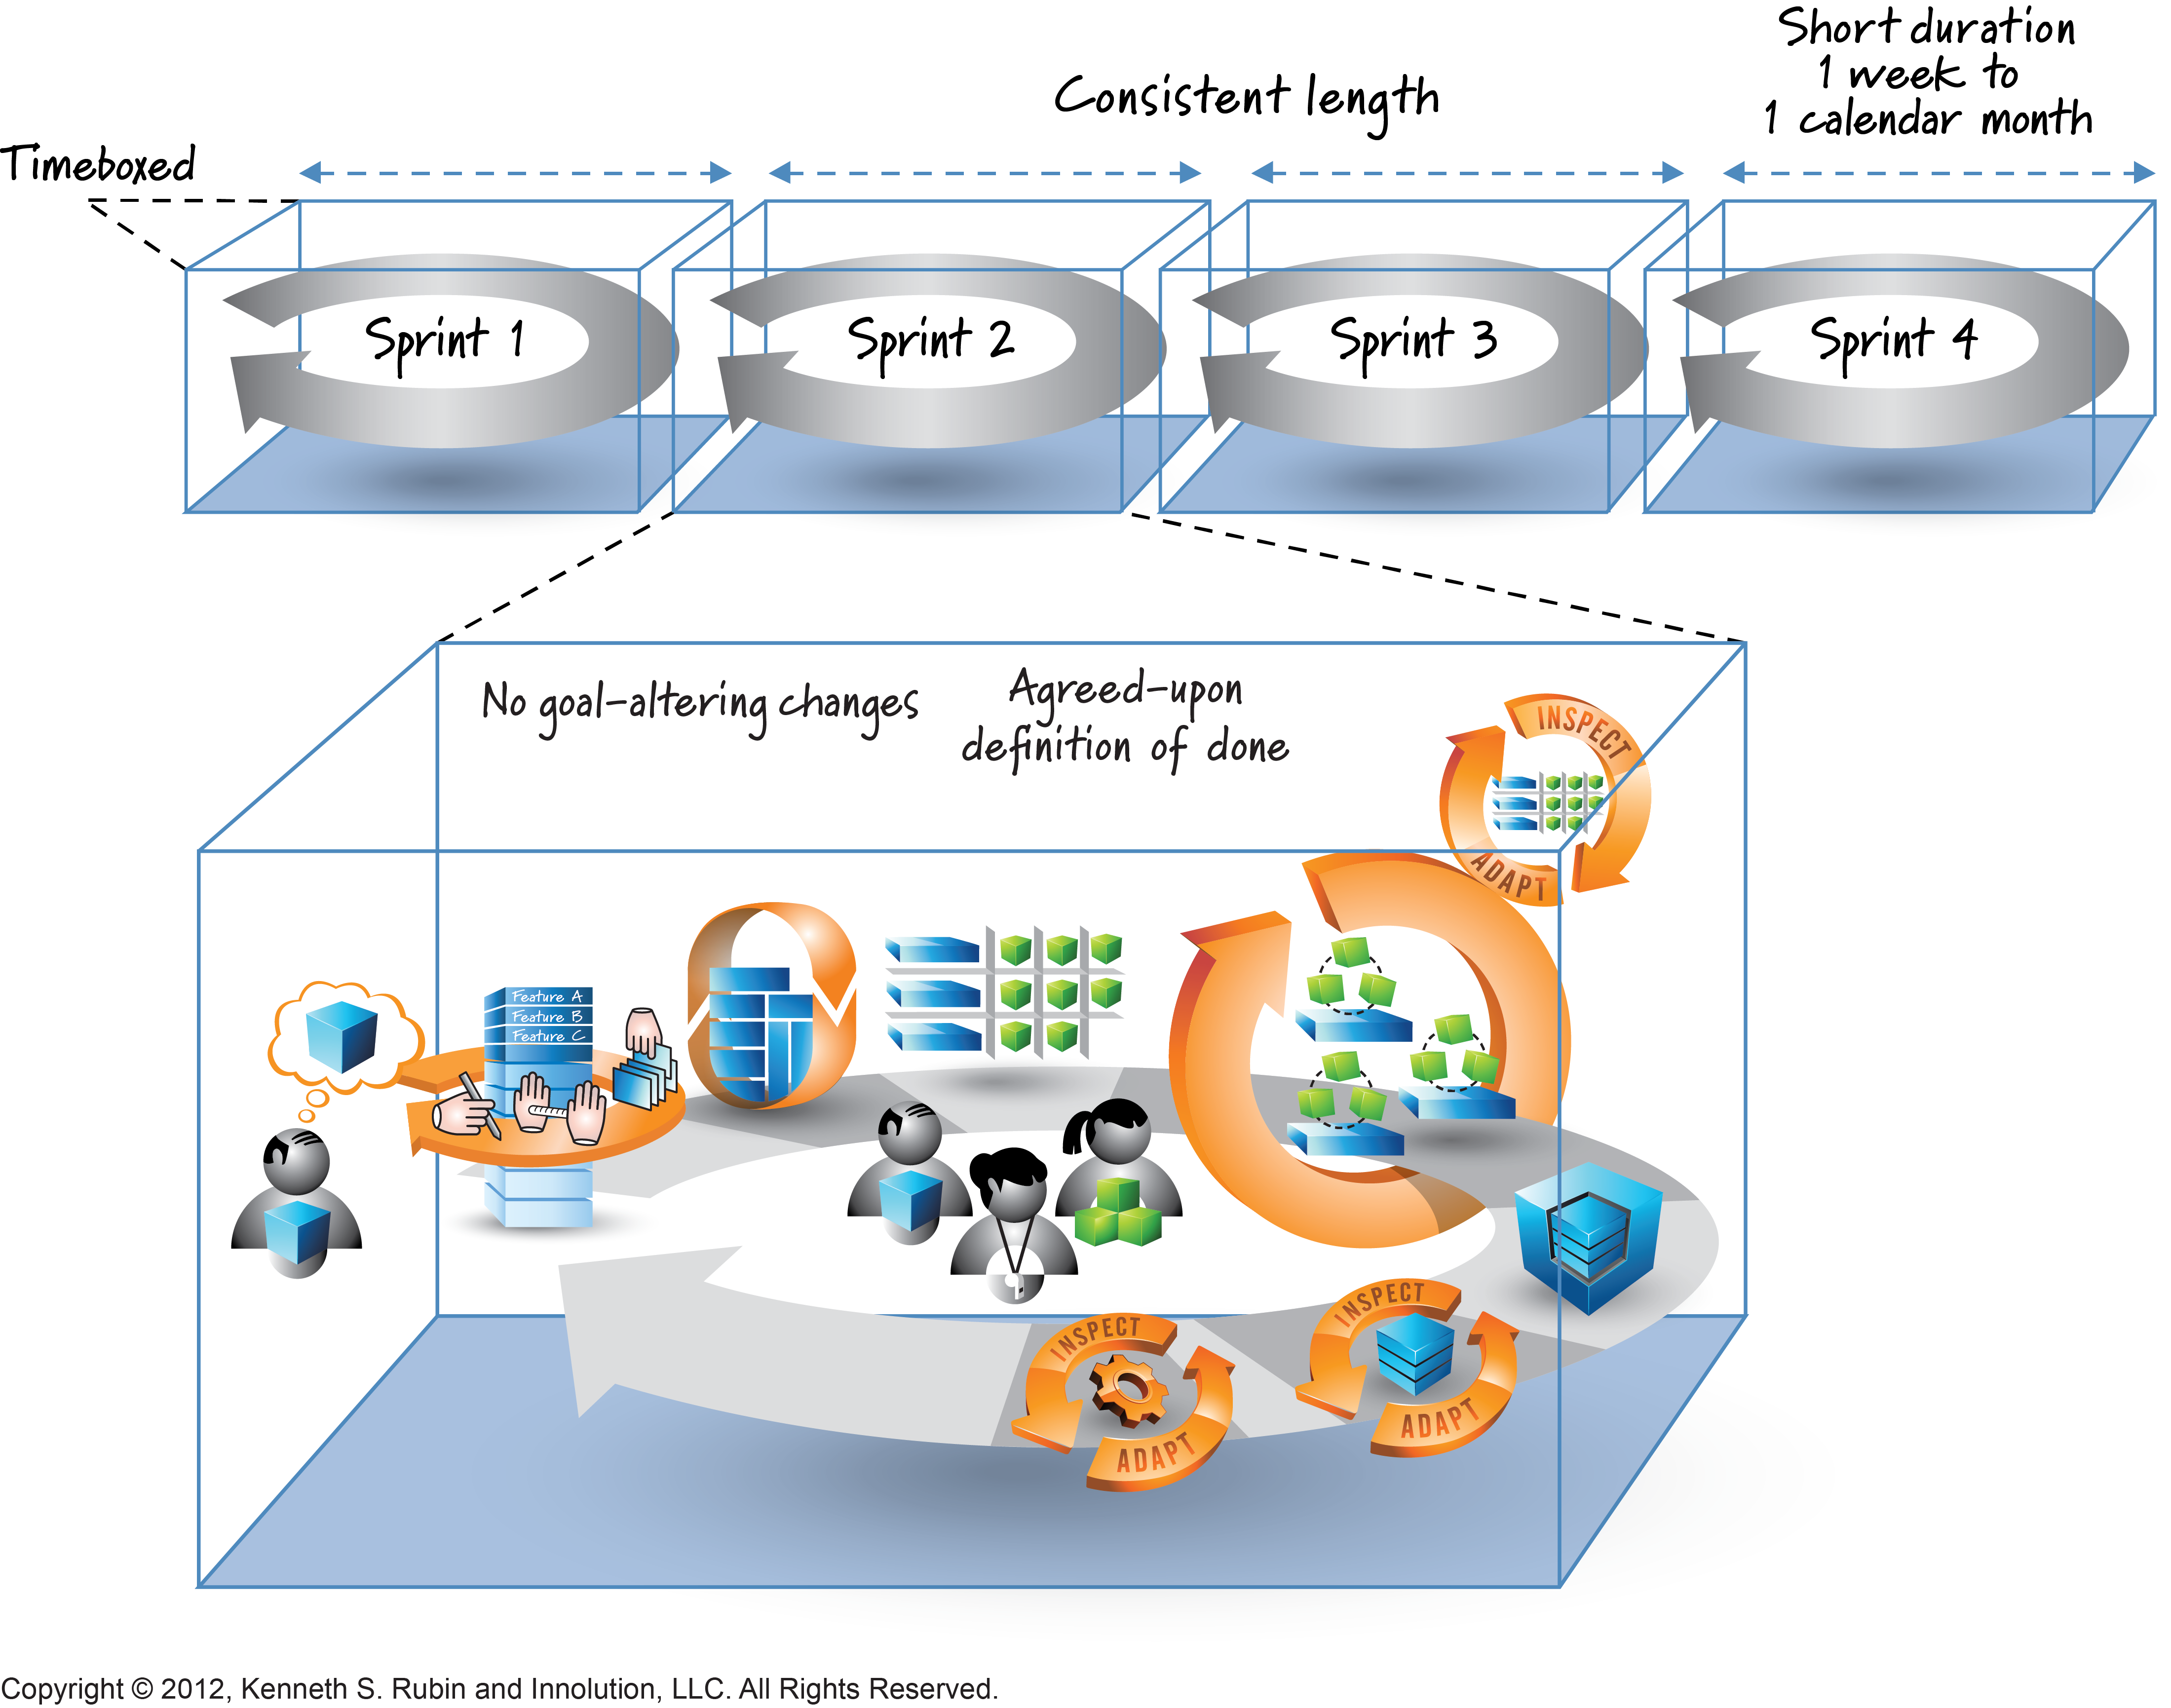 Short duration
1 week to
1 calendar month
Consistent length
Timeboxed
Sprint 1
Sprint 2
Sprint 3
Sprint 4
No goal-altering changes
Agreed-upon
definition of done
INSPECT
ADAPT
Feature A
Feature B
Feature C
INSPECT
ADAPT
INSPECT
ADAPT
Copyright © 2012, Kenneth S. Rubin and Innolution, LLC. All Rights Reserved.